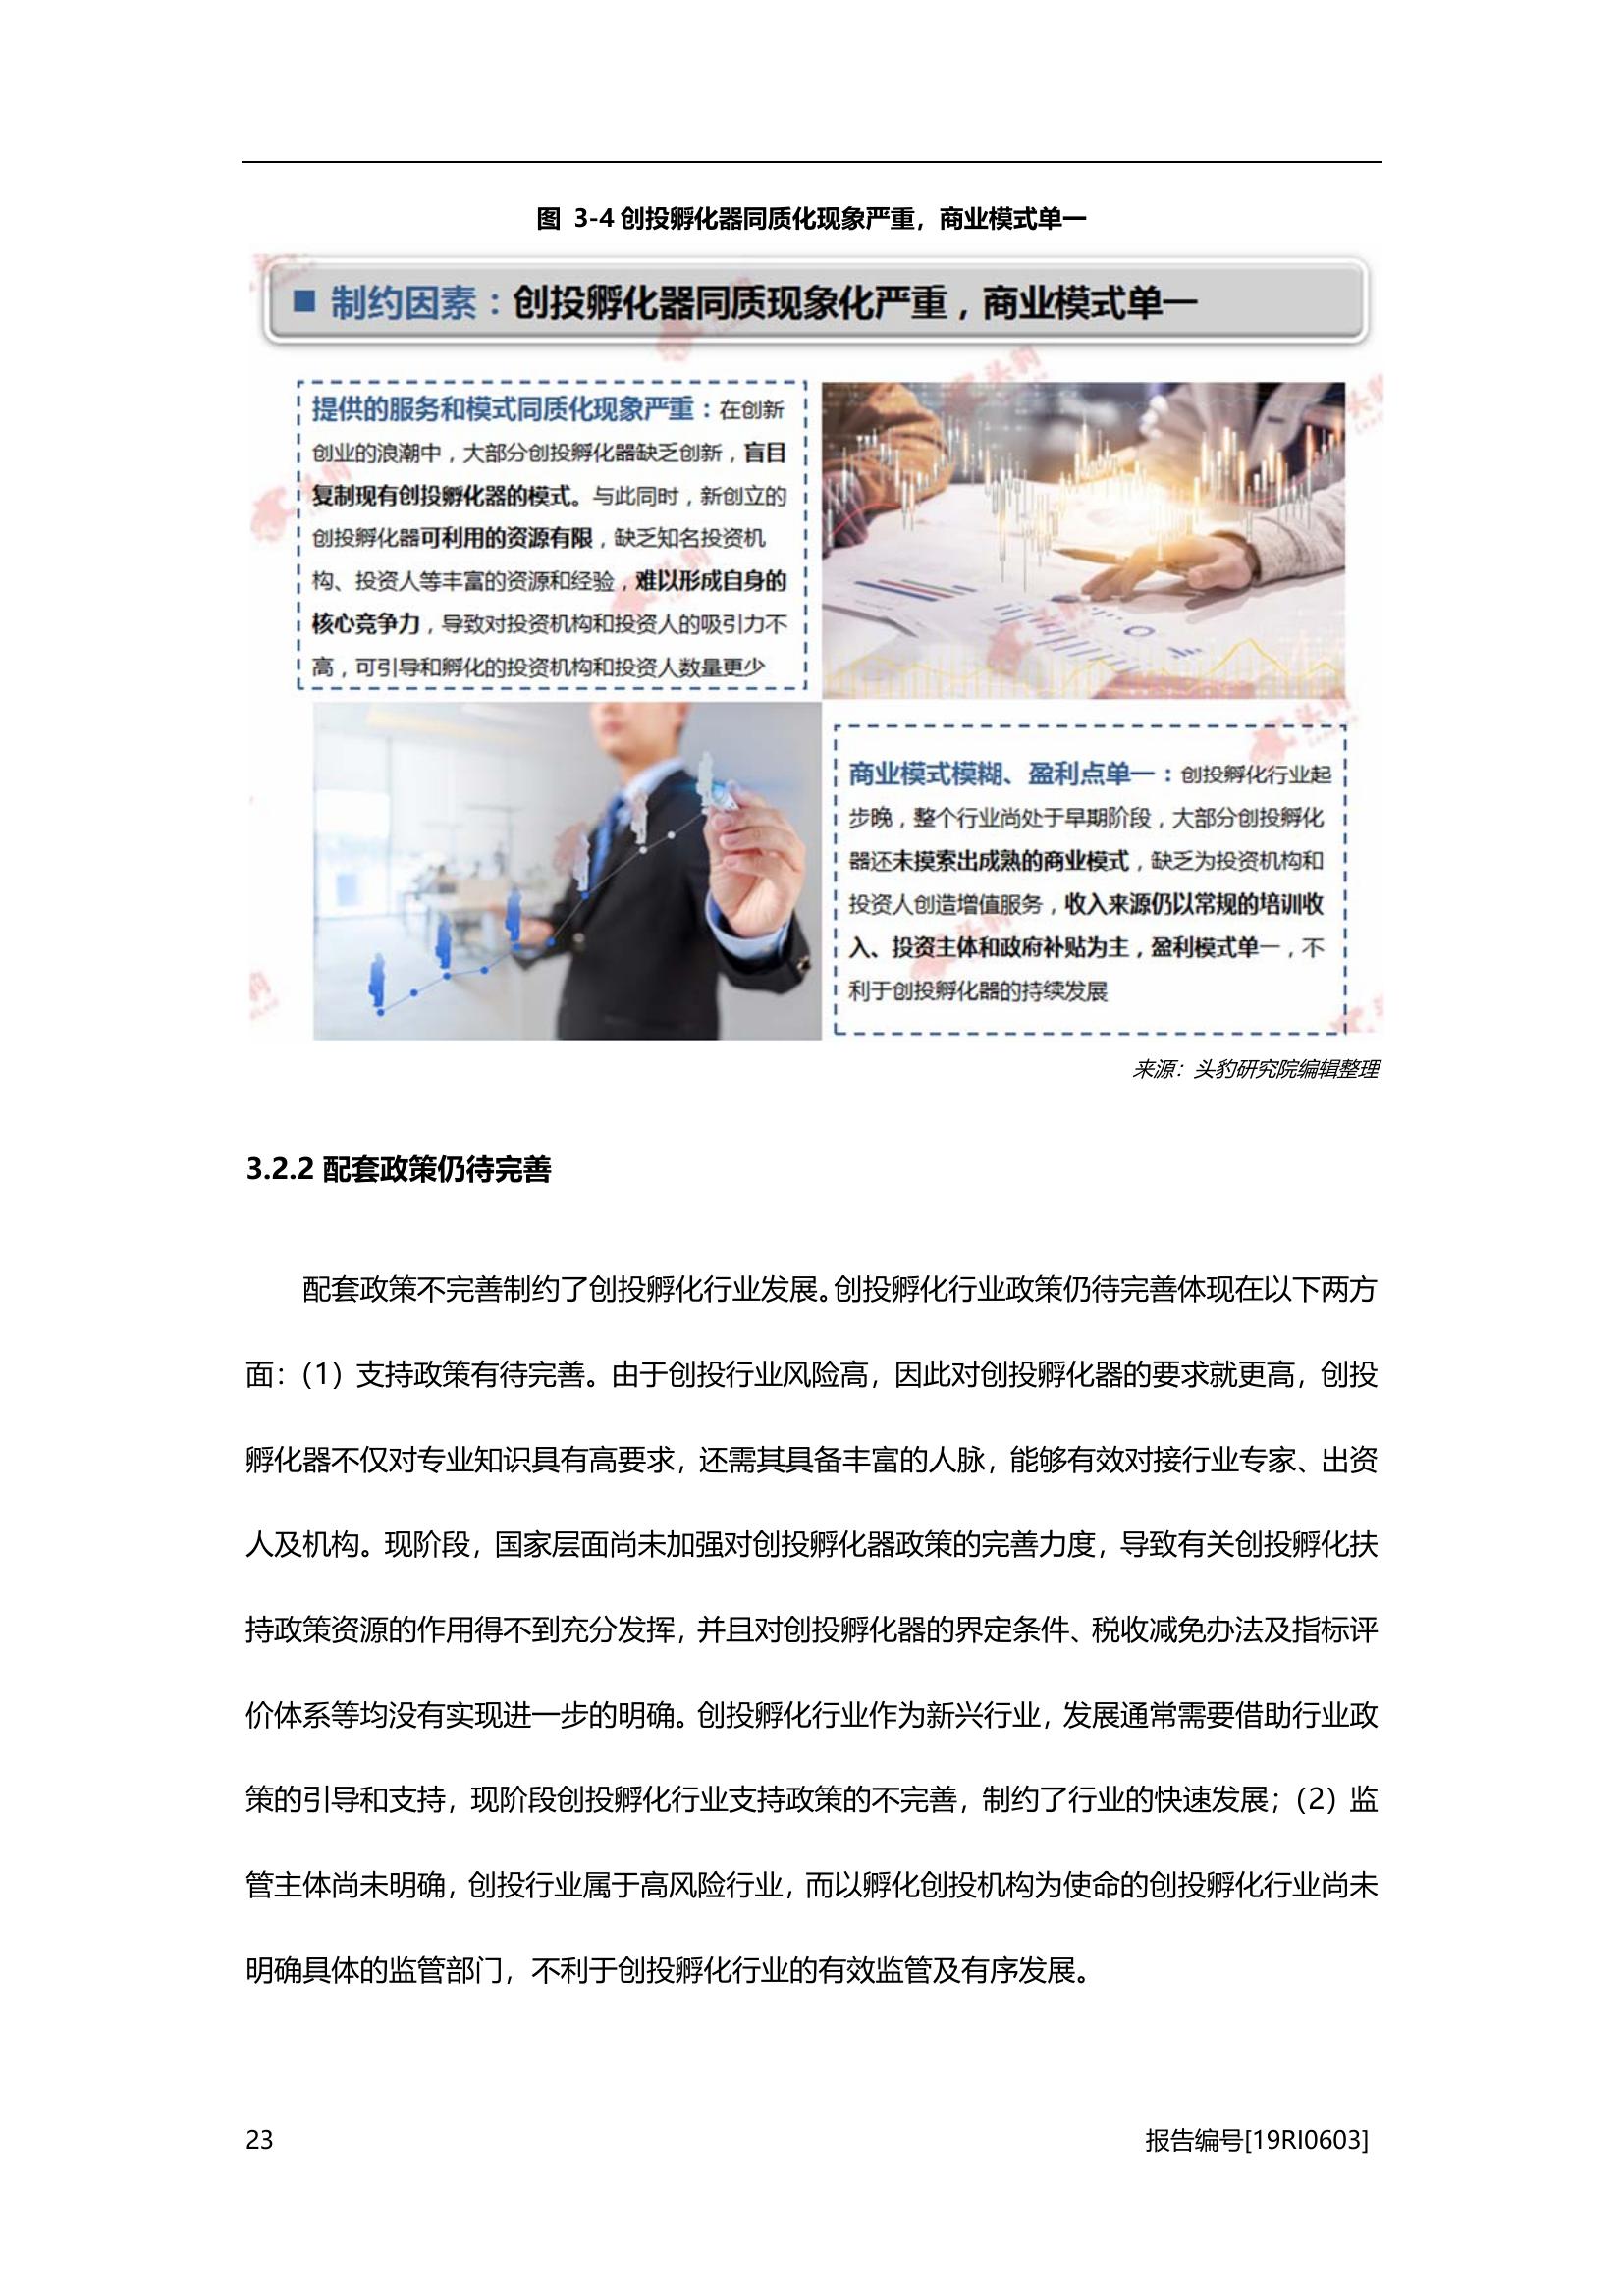 图 3-4 创投孵化器同质化现象严重，商业模式单一
■ 制约因素：创投孵化器同质现象化严重，商业模式单一
提供的服务和模式同质化现象严重：在创新
创业的浪潮中，大部分创投孵化器缺乏创新，盲目
复制现有创投孵化器的模式。与此同时，新创立的
创投孵化器可利用的资源有限，缺乏知名投资机
构、投资人等丰富的资源和经验，难以形成自身的
核心竞争力，导致对投资机构和投资人的吸引力不
高，可引导和孵化的投资机构和投资人数量更少
商业模式模糊、盈利点单一：创投孵化行业起
步晚，整个行业尚处于早期阶段，大部分创投孵化
器还未摸索出成熟的商业模式，缺乏为投资机构和
投资人创造增值服务，收入来源仍以常规的培训收
入、投资主体和政府补贴为主，盈利模式单一，不
利于创投孵化器的持续发展
来源：头豹研究院编辑整理
3.2.2 配套政策仍待完善
配套政策不完善制约了创投孵化行业发展。创投孵化行业政策仍待完善体现在以下两方
面：（1）支持政策有待完善。由于创投行业风险高，因此对创投孵化器的要求就更高，创投
孵化器不仅对专业知识具有高要求，还需其具备丰富的人脉，能够有效对接行业专家、出资
人及机构。现阶段，国家层面尚未加强对创投孵化器政策的完善力度，导致有关创投孵化扶
持政策资源的作用得不到充分发挥，并且对创投孵化器的界定条件、税收减免办法及指标评
价体系等均没有实现进一步的明确。创投孵化行业作为新兴行业，发展通常需要借助行业政
策的引导和支持，现阶段创投孵化行业支持政策的不完善，制约了行业的快速发展；（2）监
管主体尚未明确，创投行业属于高风险行业，而以孵化创投机构为使命的创投孵化行业尚未
明确具体的监管部门，不利于创投孵化行业的有效监管及有序发展。
23
报告编号[19RI0603]